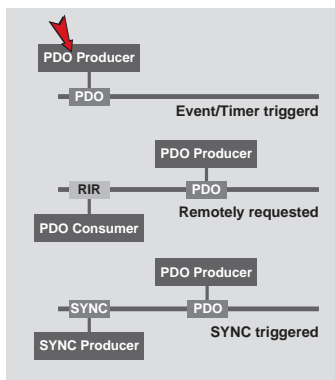 PDO Producer
PDO
Event/Timer triggerd
PDO Producer
RIR PDO
Remotely requested
PDO Consumer
PDO Producer
SYNC PDO
SYNC triggered
SYNC Producer